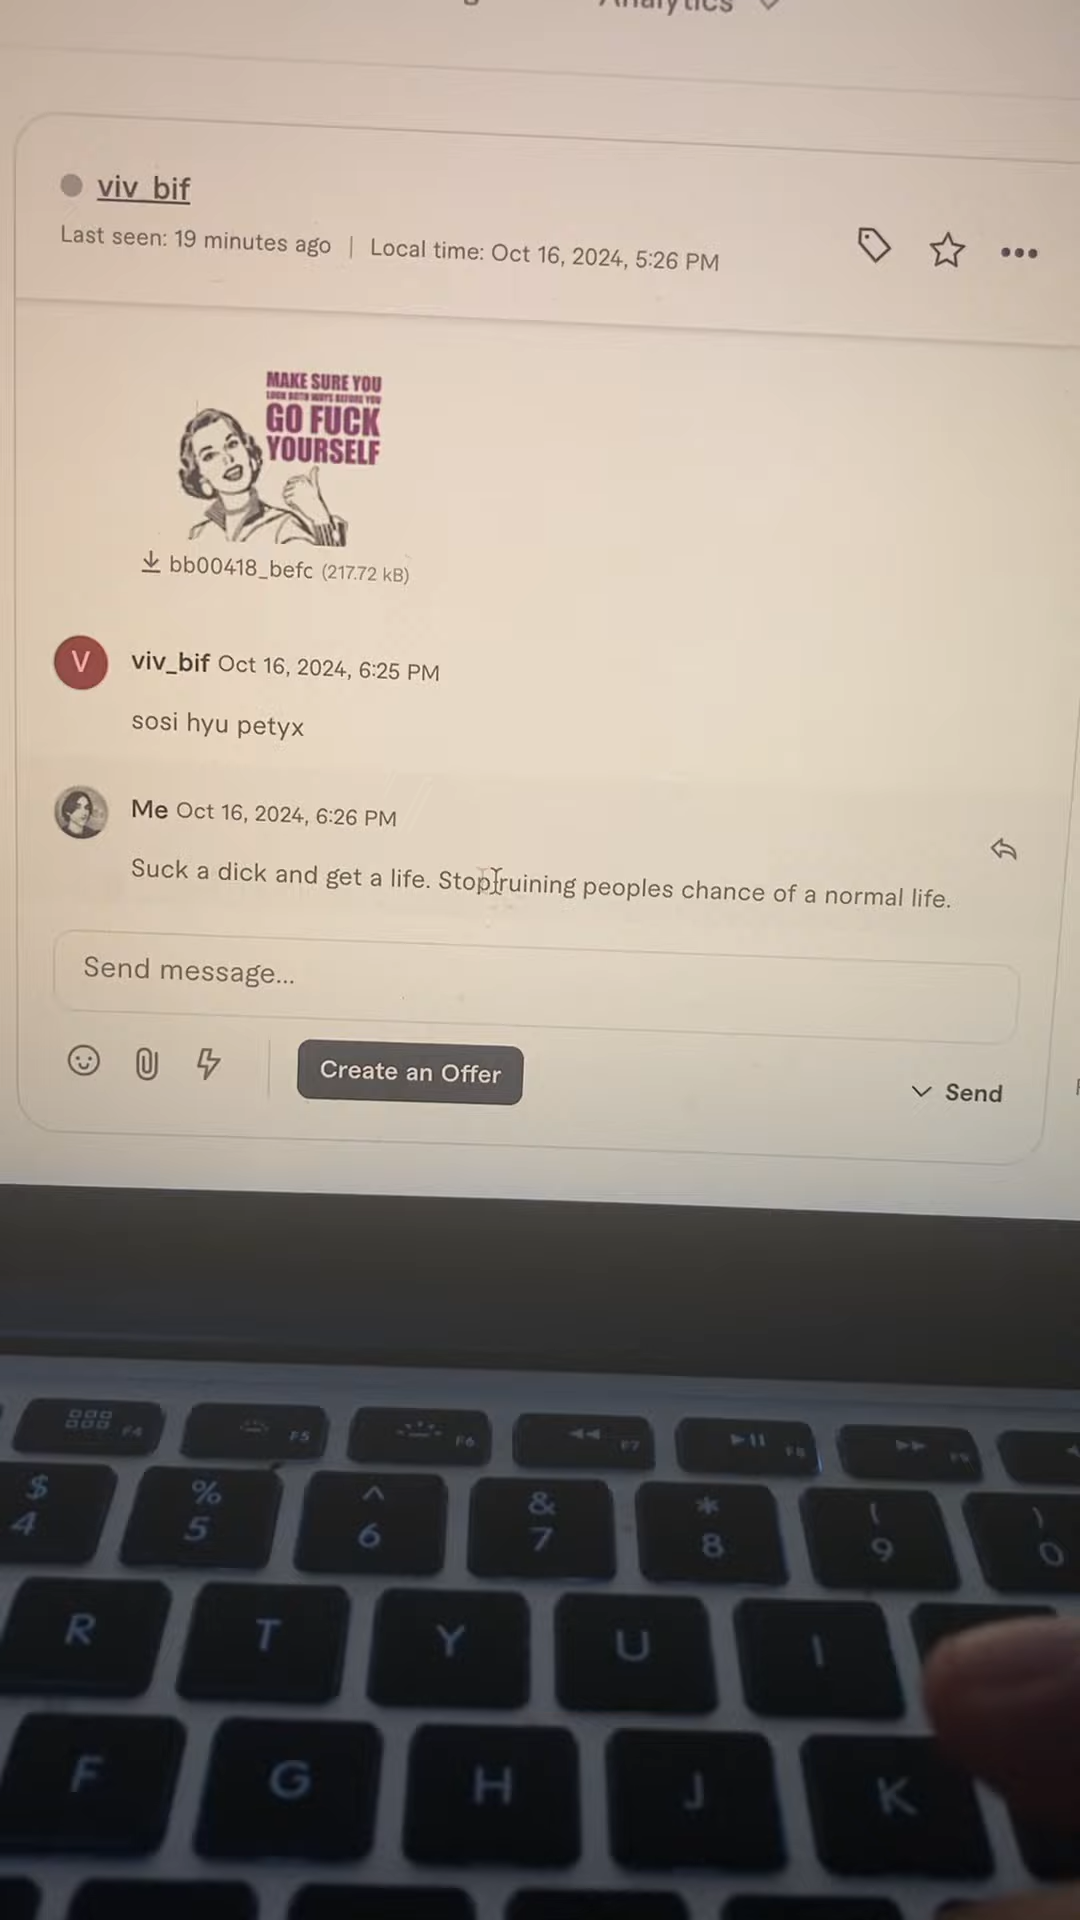 Analytics
viv_bif
Last seen: 19 minutes ago | Local time: Oct 16, 2024, 5:26 PM
MAKE SURE YOU
LOOK BOTH WAYS BEFORE YOU
GO FUCK
YOURSELF
bb00418_befc (217.72 kB)
V
viv_bif Oct 16, 2024, 6:25 PM
sosi hyu petyx
Me Oct 16, 2024, 6:26 PM
Suck a dick and get a life. Stop ruining peoples chance of a normal life.
Send message...
Create an Offer
Send
F4 F5 F6 F7 F8 F9
$ % ^ & * ( )
4 5 6 7 8 9 0
R T Y U I
F G H J K